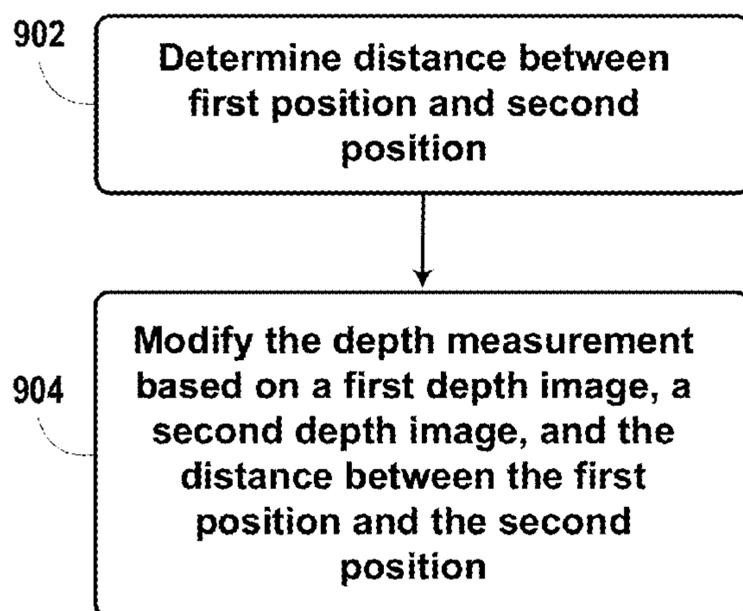 902
Determine distance between
first position and second
position
904
Modify the depth measurement
based on a first depth image, a
second depth image, and the
distance between the first
position and the second
position